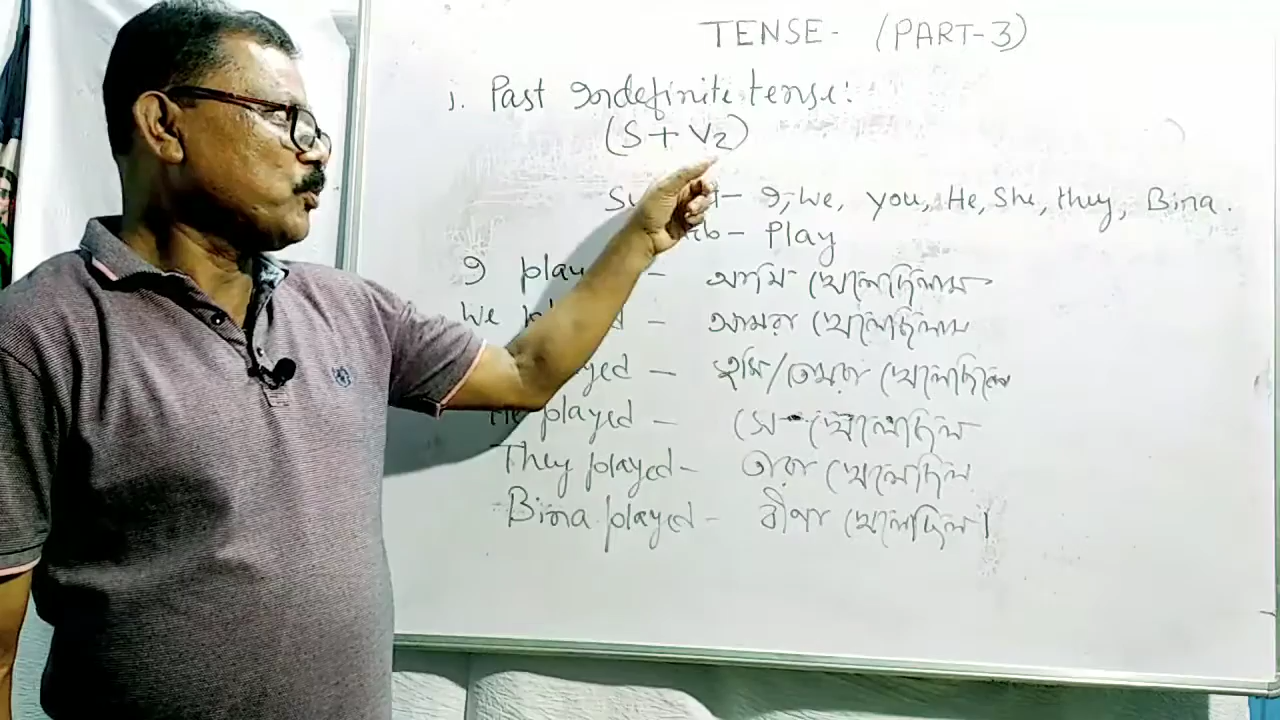 TENSE - (PART-3)
1. Past Indefinite tense:
(S + V2)
I, We, you, He, She, they, Bina.
Play
I - আমি খেলেছিলাম
We - আমরা খেলেছিলাম
- তুমি/তোমরা খেলেছিলে
He played - সে খেলেছিল
They played - তারা খেলেছিল
Bina played - বীণা খেলেছিল।